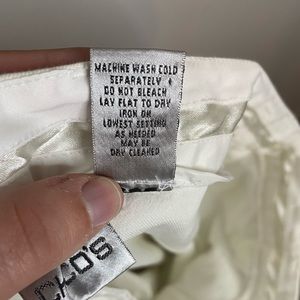 MACHINE WASH COLD
SEPARATELY
DO NOT BLEACH
LAY FLAT TO DRY
IRON ON
LOWEST SETTING
AS NEEDED
MAY BE
DRY CLEANED
CKO'S